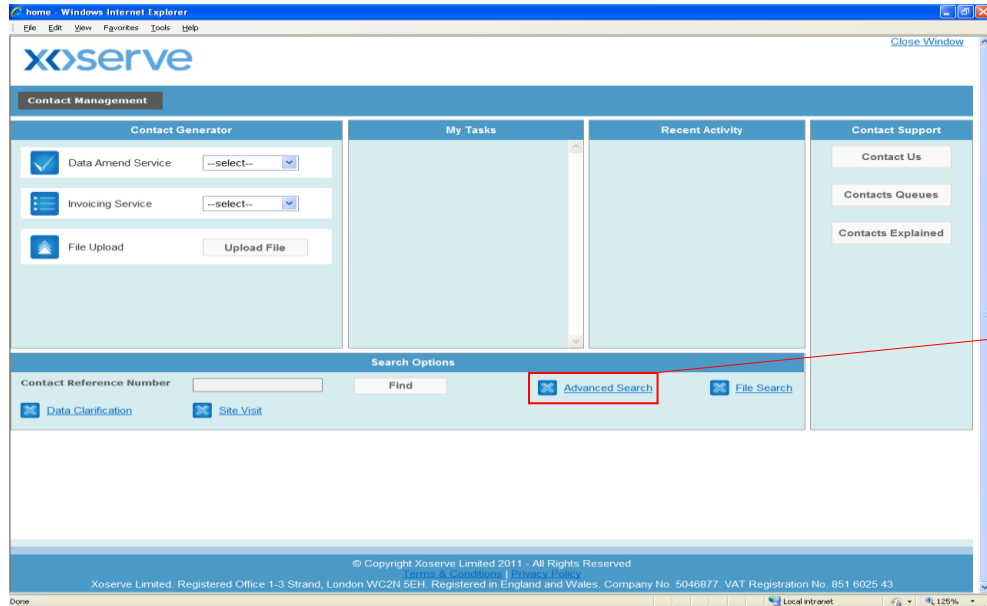 home - Windows Internet Explorer
File Edit View Favorites Tools Help
Close Window
xoserve
Contact Management
Contact Generator
My Tasks
Recent Activity
Contact Support
Data Amend Service
--select--
Invoicing Service
--select--
File Upload
Upload File
Contact Us
Contacts Queues
Contacts Explained
Search Options
Contact Reference Number
Find
Advanced Search
File Search
Data Clarification
Site Visit
© Copyright Xoserve Limited 2011 - All Rights Reserved
Terms & Conditions | Privacy Policy
Xoserve Limited. Registered Office 1-3 Strand, London WC2N 5EH. Registered in England and Wales. Company No. 5046877. VAT Registration No. 851 6025 43
Done
Local intranet
125%